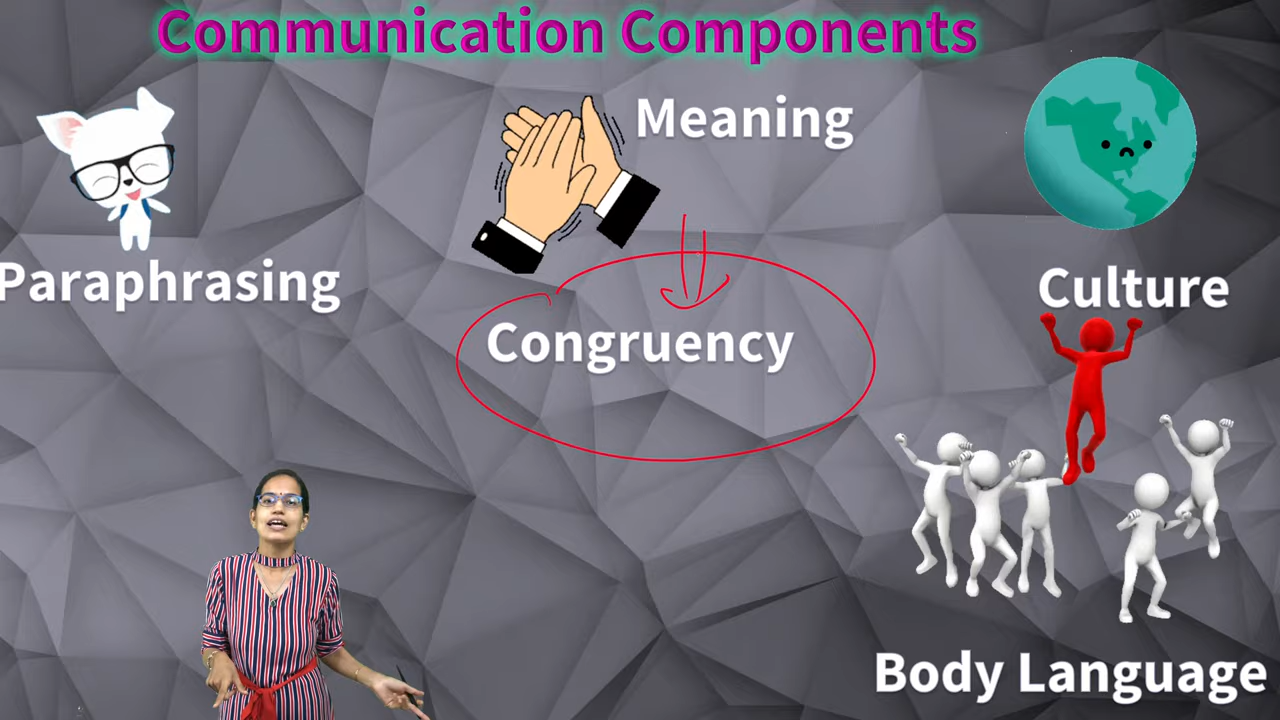 Communication Components
Meaning
Paraphrasing
Culture
Congruency
Body Language